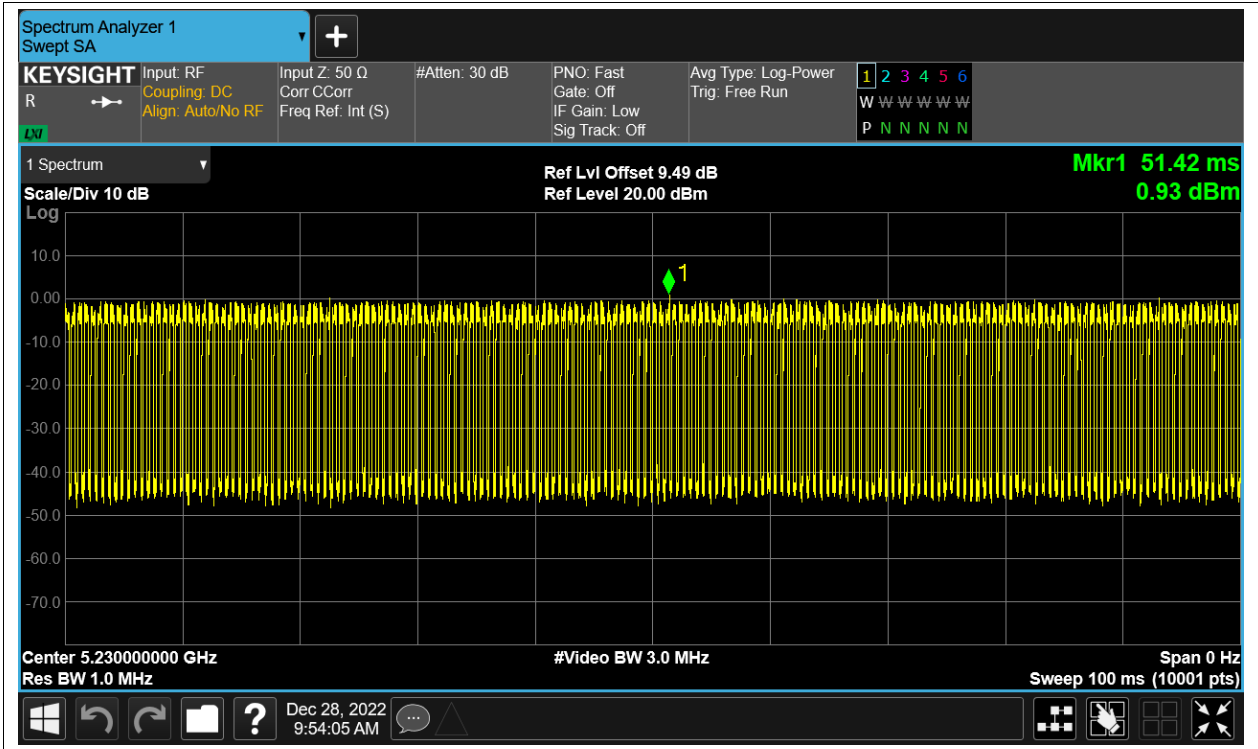 Spectrum Analyzer 1
Swept SA
+
KEYSIGHT
R
LXI
Input: RF
Coupling: DC
Align: Auto/No RF
Input Z: 50 Ω
Corr CCorr
Freq Ref: Int (S)
#Atten: 30 dB
PNO: Fast
Gate: Off
IF Gain: Low
Sig Track: Off
Avg Type: Log-Power
Trig: Free Run
1 2 3 4 5 6
W W W W W W
P N N N N N
1 Spectrum
Scale/Div 10 dB
Ref Lvl Offset 9.49 dB
Ref Level 20.00 dBm
Mkr1 51.42 ms
0.93 dBm
Log
10.0
0.00
-10.0
-20.0
-30.0
-40.0
-50.0
-60.0
-70.0
1
Center 5.230000000 GHz
Res BW 1.0 MHz
#Video BW 3.0 MHz
Span 0 Hz
Sweep 100 ms (10001 pts)
?
Dec 28, 2022
9:54:05 AM